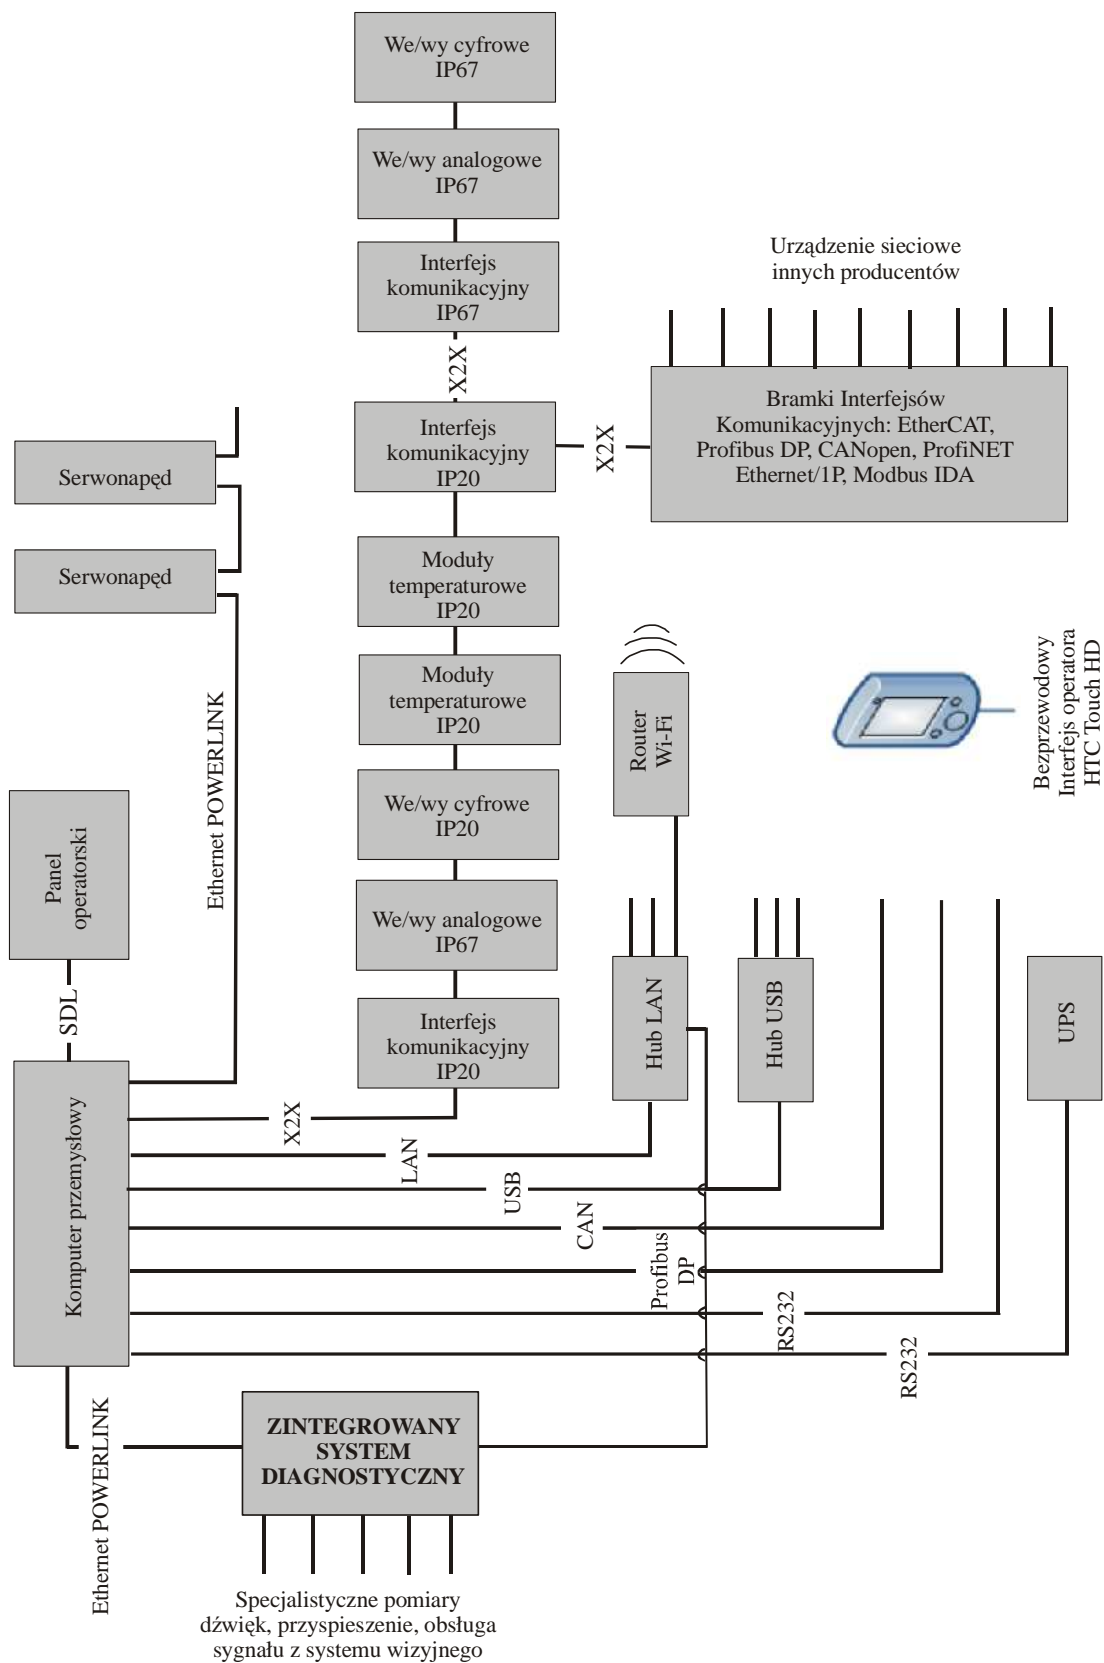 We/wy cyfrowe
IP67
We/wy analogowe
IP67
Interfejs
komunikacyjny
IP67
X2X
Urządzenie sieciowe
innych producentów
Bramki Interfejsów
Komunikacyjnych: EtherCAT,
Profibus DP, CANopen, ProfiNET
Ethernet/1P, Modbus IDA
X2X
Interfejs
komunikacyjny
IP20
Serwonapęd
Serwonapęd
Moduły
temperaturowe
IP20
Moduły
temperaturowe
IP20
We/wy cyfrowe
IP20
We/wy analogowe
IP67
Interfejs
komunikacyjny
IP20
Router
Wi-Fi
Bezprzewodowy
Interfejs operatora
HTC Touch HD
Ethernet POWERLINK
Panel
operatorski
SDL
Hub LAN
Hub USB
UPS
Komputer przemysłowy
X2X
LAN
USB
CAN
Profibus
DP
RS232
RS232
Ethernet POWERLINK
ZINTEGROWANY
SYSTEM
DIAGNOSTYCZNY
Specjalistyczne pomiary
dźwięk, przyspieszenie, obsługa
sygnału z systemu wizyjnego